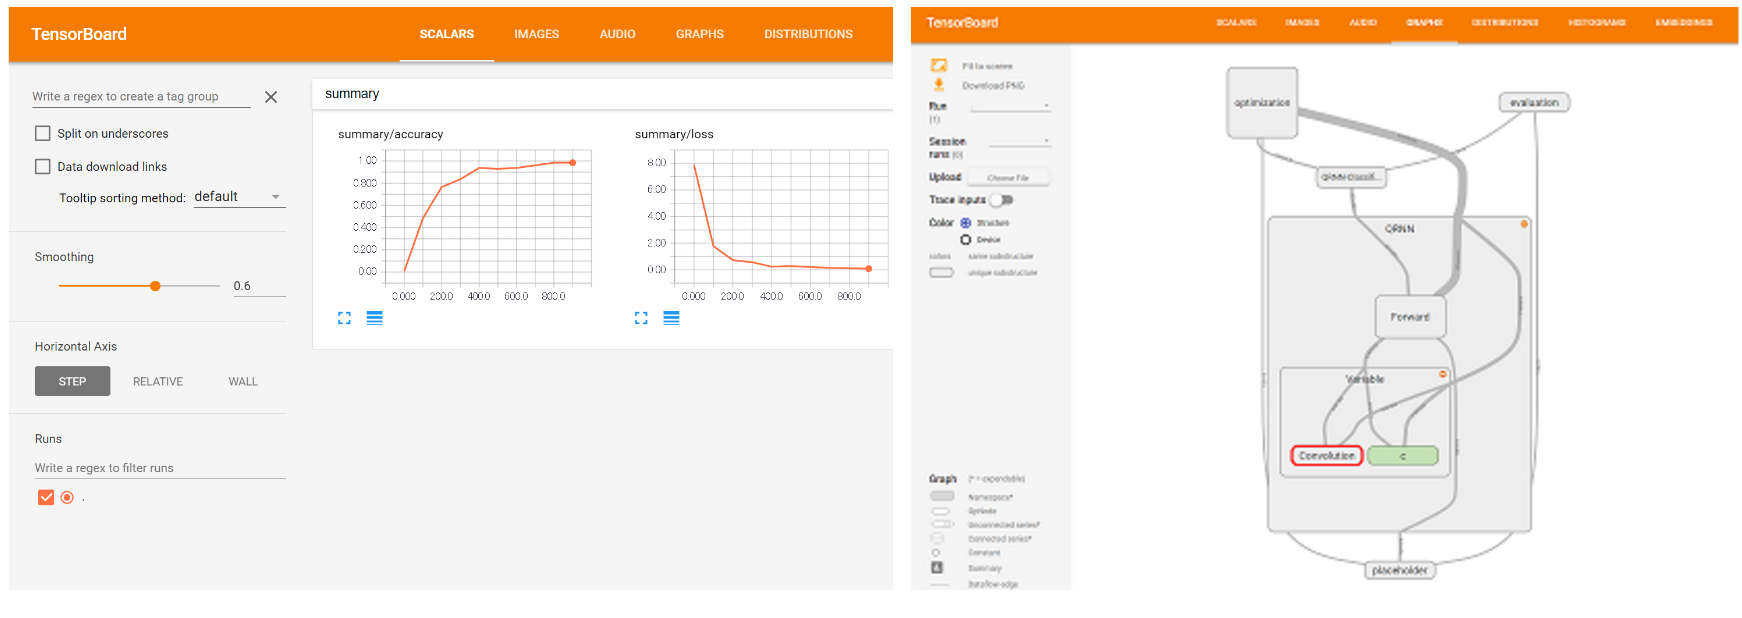 TensorBoard
SCALARS IMAGES AUDIO GRAPHS DISTRIBUTIONS
Write a regex to create a tag group
Split on underscores
Data download links
Tooltip sorting method: default
Smoothing
0.6
Horizontal Axis
STEP RELATIVE WALL
Runs
Write a regex to filter runs
.
summary
summary/accuracy
1.00
0.800
0.600
0.400
0.200
0.00
0.000 200.0 400.0 600.0 800.0
summary/loss
8.00
6.00
4.00
2.00
0.00
0.000 200.0 400.0 600.0 800.0
TensorBoard
SCALARS IMAGES AUDIO GRAPHS DISTRIBUTIONS HISTOGRAMS EMBEDDINGS
Fit to screen
Download PNG
Run
(1)
Session
runs (0)
Upload Choose File
Trace inputs
Color Structure
Device
colors same substructure
unique substructure
Graph (* = expandable)
Namespace*
OpNode
Unconnected series*
Connected series*
Constant
Summary
Dataflow edge
optimization
evaluation
QRNN-Classifi...
QRNN
Forward
Variable
Convolution
c
placeholder